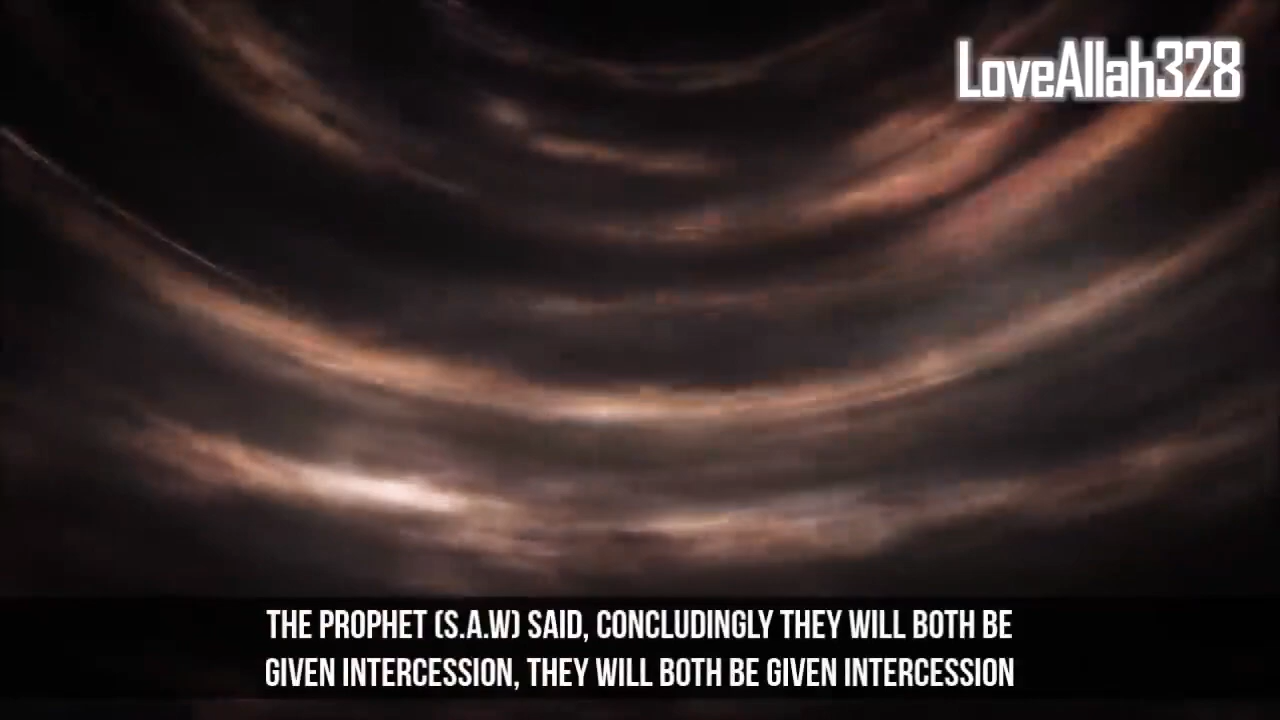 LoveAllah328
THE PROPHET (S.A.W) SAID, CONCLUDINGLY THEY WILL BOTH BE
GIVEN INTERCESSION, THEY WILL BOTH BE GIVEN INTERCESSION